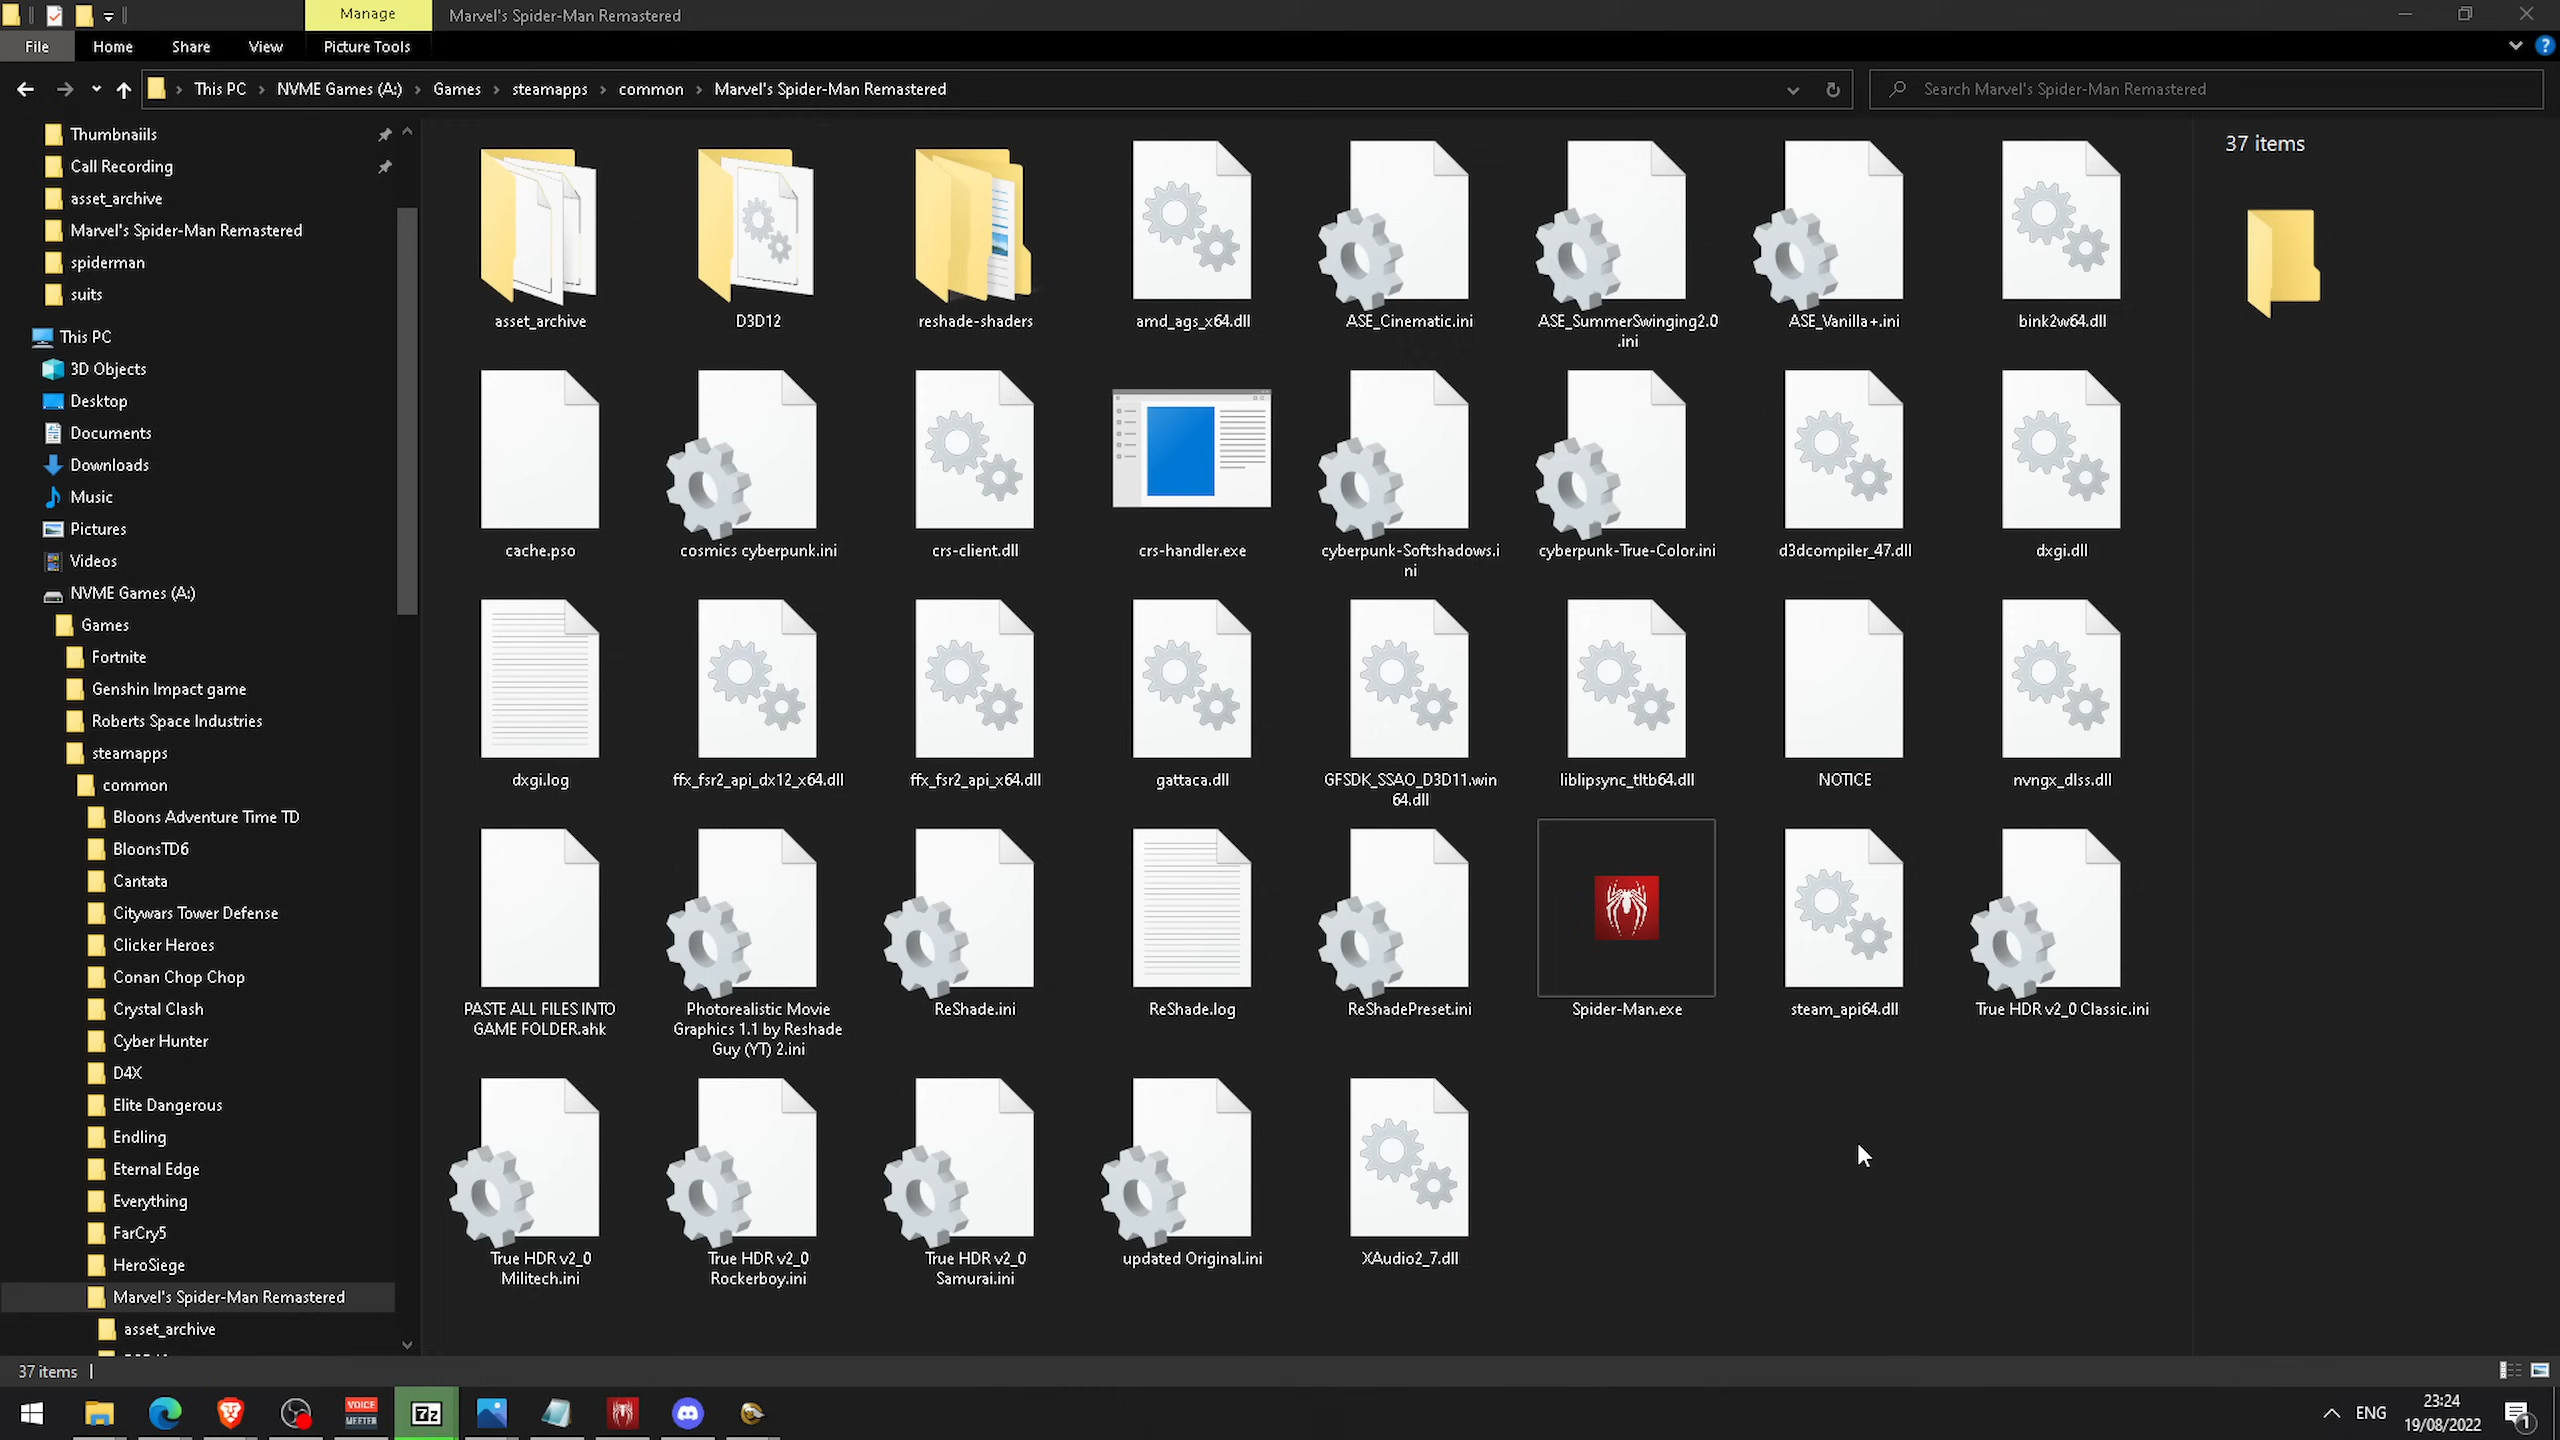 Manage
Marvel's Spider-Man Remastered
File
Home
Share
View
Picture Tools
?
This PC
NVME Games (A:)
Games
steamapps
common
Marvel's Spider-Man Remastered
Search Marvel's Spider-Man Remastered
Thumbnaiils
Call Recording
asset_archive
Marvel's Spider-Man Remastered
spiderman
suits
This PC
3D Objects
Desktop
Documents
Downloads
Music
Pictures
Videos
NVME Games (A:)
Games
Fortnite
Genshin Impact game
Roberts Space Industries
steamapps
common
Bloons Adventure Time TD
BloonsTD6
Cantata
Citywars Tower Defense
Clicker Heroes
Conan Chop Chop
Crystal Clash
Cyber Hunter
D4X
Elite Dangerous
Endling
Eternal Edge
Everything
FarCry5
HeroSiege
Marvel's Spider-Man Remastered
asset_archive
asset_archive
D3D12
reshade-shaders
amd_ags_x64.dll
ASE_Cinematic.ini
ASE_SummerSwinging2.0
.ini
ASE_Vanilla+.ini
bink2w64.dll
cache.pso
cosmics cyberpunk.ini
crs-client.dll
crs-handler.exe
cyberpunk-Softshadows.i
ni
cyberpunk-True-Color.ini
d3dcompiler_47.dll
dxgi.dll
dxgi.log
ffx_fsr2_api_dx12_x64.dll
ffx_fsr2_api_x64.dll
gattaca.dll
GFSDK_SSAO_D3D11.win
64.dll
liblipsync_tltb64.dll
NOTICE
nvngx_dlss.dll
PASTE ALL FILES INTO
GAME FOLDER.ahk
Photorealistic Movie
Graphics 1.1 by Reshade
Guy (YT) 2.ini
ReShade.ini
ReShade.log
ReShadePreset.ini
Spider-Man.exe
steam_api64.dll
True HDR v2_0 Classic.ini
True HDR v2_0
Militech.ini
True HDR v2_0
Rockerboy.ini
True HDR v2_0
Samurai.ini
updated Original.ini
XAudio2_7.dll
37 items
37 items
VOICE
MEETER
7z
ENG
23:24
19/08/2022
1